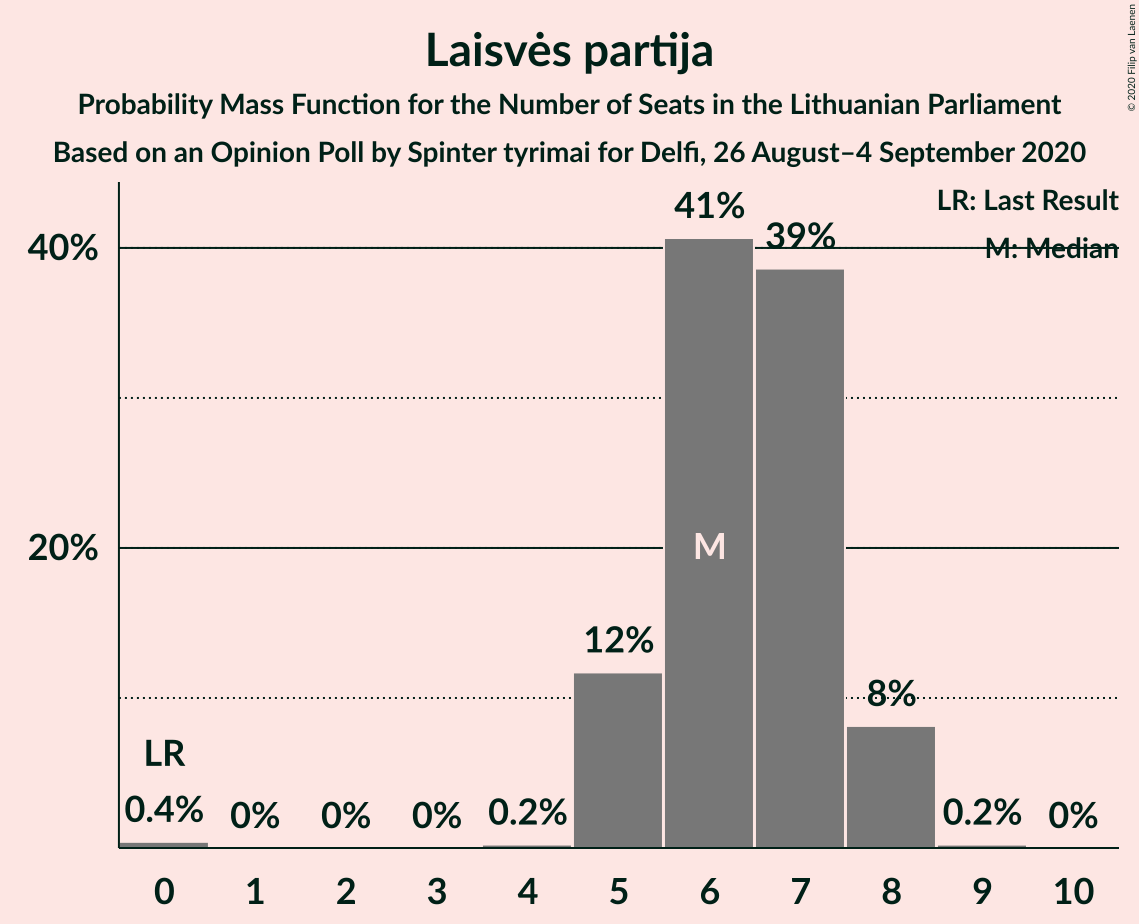 Laisvės partija
Probability Mass Function for the Number of Seats in the Lithuanian Parliament
Based on an Opinion Poll by Spinter tyrimai for Delfi, 26 August–4 September 2020
© 2020 Filip van Laenen
LR: Last Result
M: Median
40%
20%
41%
39%
M
12%
8%
LR
0.4%
0%
0%
0%
0.2%
0.2%
0%
0 1 2 3 4 5 6 7 8 9 10